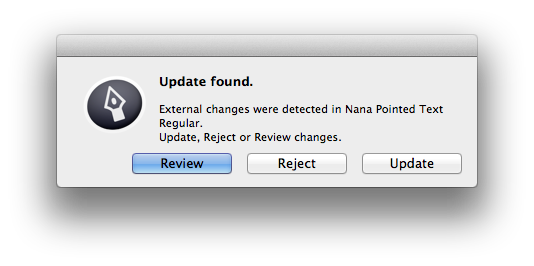 Update found.
External changes were detected in Nana Pointed Text
Regular.
Update, Reject or Review changes.
Review
Reject
Update